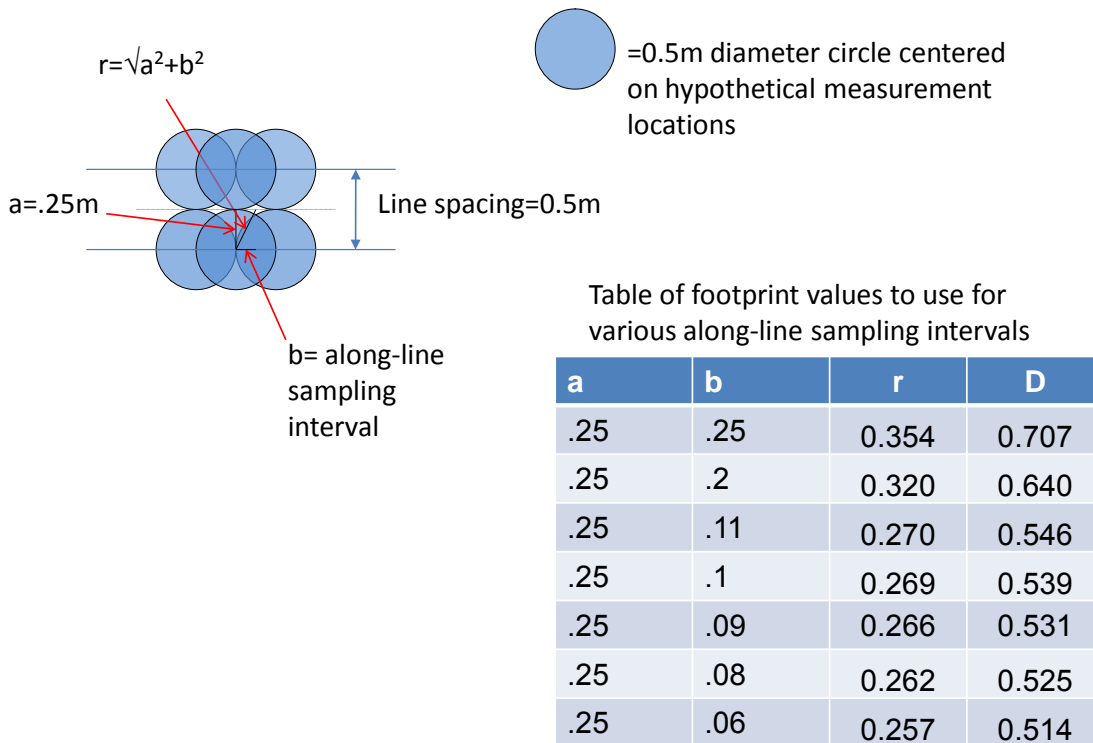 r=√a²+b²
=0.5m diameter circle centered
on hypothetical measurement
locations
a=.25m
Line spacing=0.5m
b= along-line
sampling
interval
Table of footprint values to use for
various along-line sampling intervals
a b r D
.25 .25 0.354 0.707
.25 .2 0.320 0.640
.25 .11 0.270 0.546
.25 .1 0.269 0.539
.25 .09 0.266 0.531
.25 .08 0.262 0.525
.25 .06 0.257 0.514